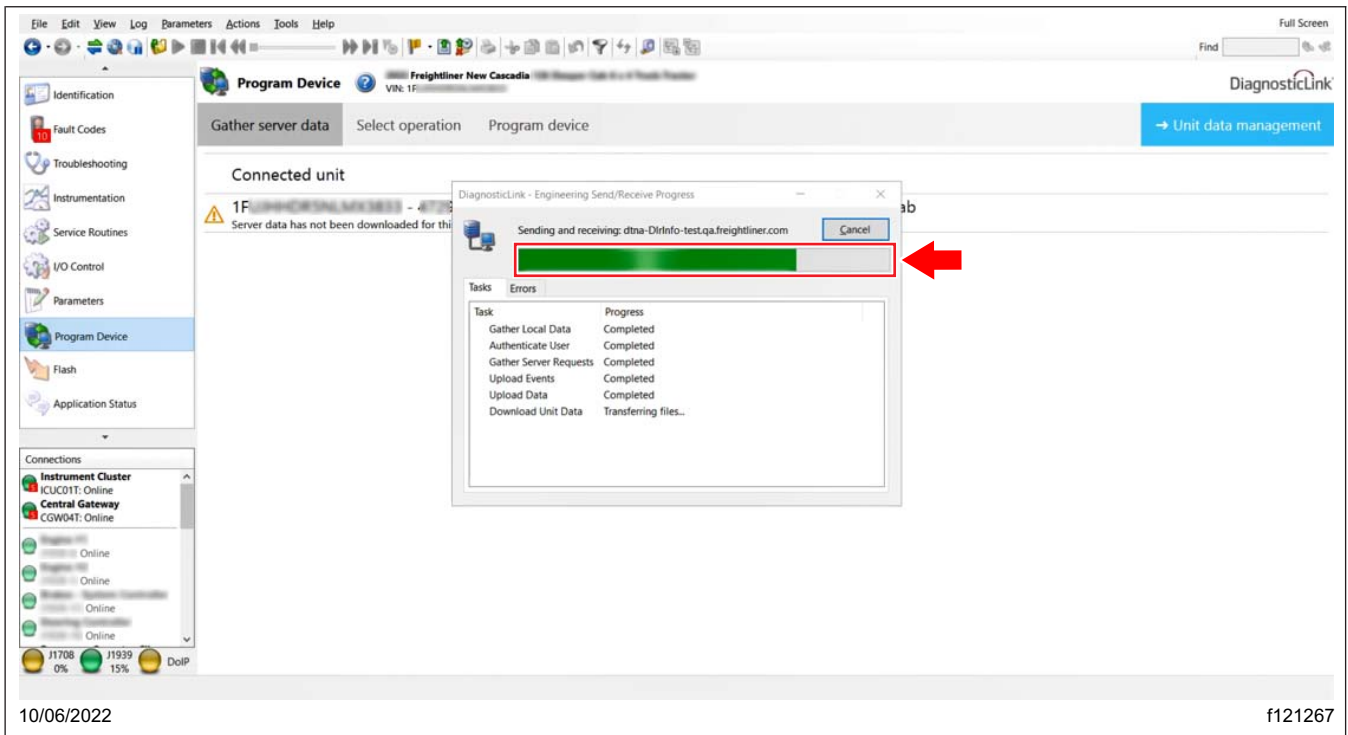 File Edit View Log Parameters Actions Tools Help Full Screen
Find
Identification
Fault Codes
10
Troubleshooting
Instrumentation
Service Routines
I/O Control
Parameters
Program Device
Flash
Application Status
Connections
Instrument Cluster
ICUC01T: Online
Central Gateway
CGW04T: Online
Online
Online
Online
Online
J1708 J1939 DoIP
0% 15%
Program Device Freightliner New Cascadia
VIN: 1F
DiagnosticLink
Gather server data Select operation Program device → Unit data management
Connected unit
1F - ab
Server data has not been downloaded for thi
DiagnosticLink - Engineering Send/Receive Progress
Sending and receiving: dtna-DlrInfo-test.qa.freightliner.com Cancel
Tasks Errors
Task Progress
Gather Local Data Completed
Authenticate User Completed
Gather Server Requests Completed
Upload Events Completed
Upload Data Completed
Download Unit Data Transferring files...
10/06/2022 f121267